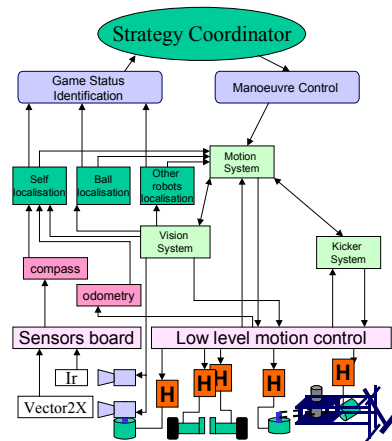 Strategy Coordinator
Game Status
Identification
Manoeuvre Control
Motion
System
Self
localisation
Ball
localisation
Other
robots
localisation
Vision
System
Kicker
System
compass
odometry
Sensors board
Low level motion control
Ir
Vector2X
H
H
H
H
H